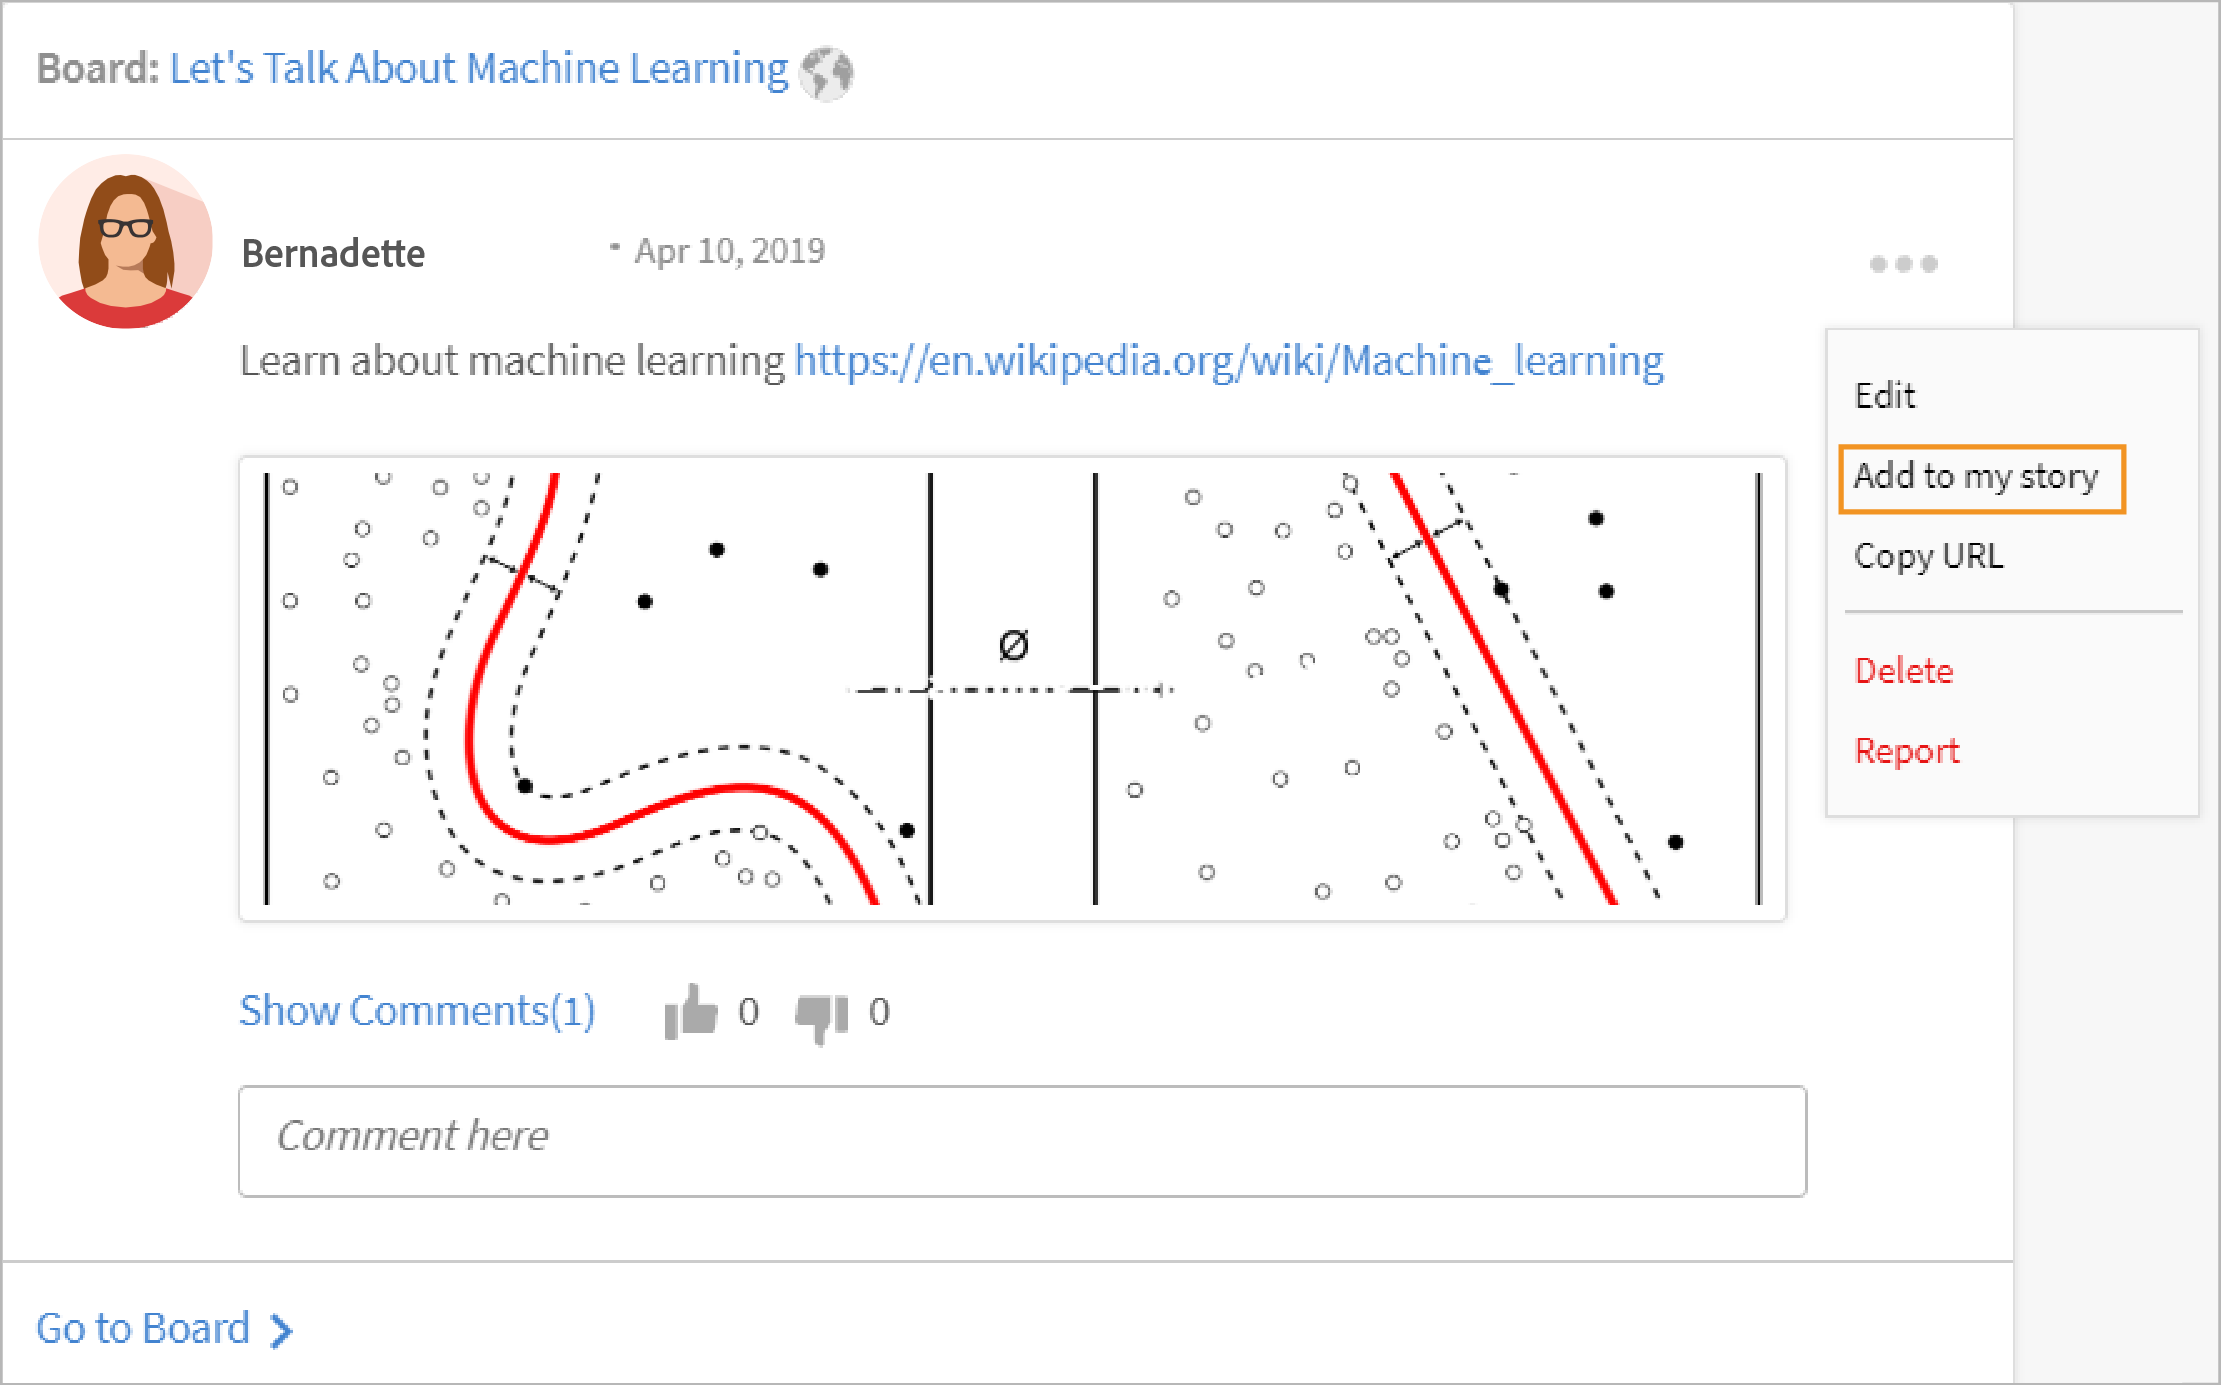 Board: Let's Talk About Machine Learning
Bernadette · Apr 10, 2019
Learn about machine learning https://en.wikipedia.org/wiki/Machine_learning
Edit
Add to my story
Copy URL
Delete
Report
Ø
Show Comments(1) 0 0
Comment here
Go to Board